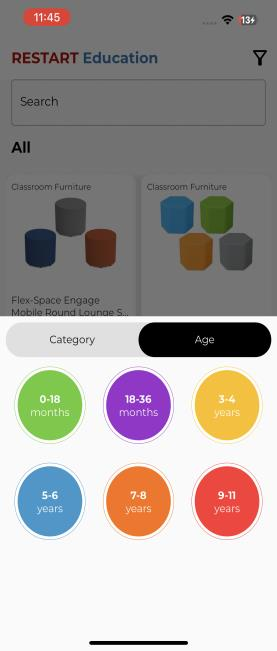 11:45
13
RESTART Education
Search
All
Classroom Furniture
Classroom Furniture
Flex-Space Engage
Mobile Round Lounge S...
Category
Age
0-18
months
18-36
months
3-4
years
5-6
years
7-8
years
9-11
years